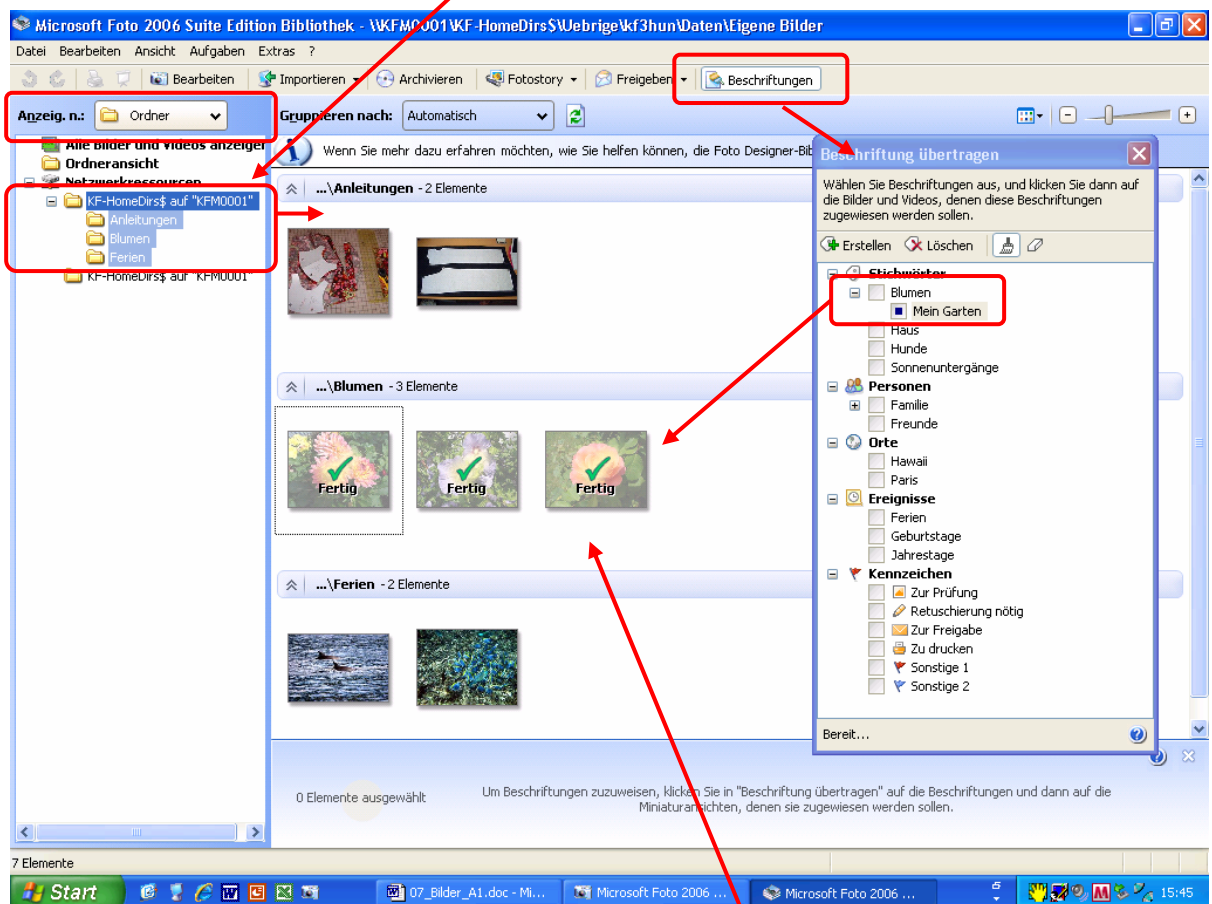 Microsoft Foto 2006 Suite Edition Bibliothek - \\KFM0001\KF-HomeDirs$\Uebrige\kf3hun\Daten\Eigene Bilder
Datei Bearbeiten Ansicht Aufgaben Extras ?
Bearbeiten Importieren Archivieren Fotostory Freigeben Beschriftungen
Anzeig. n.: Ordner
Gruppieren nach: Automatisch
Alle Bilder und Videos anzeigen
Ordneransicht
Netzwerkressourcen
KF-HomeDirs$ auf "KFM0001"
Anleitungen
Blumen
Ferien
KF-HomeDirs$ auf "KFM0001"
Wenn Sie mehr dazu erfahren möchten, wie Sie helfen können, die Foto Designer-Bib
...\Anleitungen - 2 Elemente
...\Blumen - 3 Elemente
Fertig
Fertig
Fertig
...\Ferien - 2 Elemente
Beschriftung übertragen
Wählen Sie Beschriftungen aus, und klicken Sie dann auf
die Bilder und Videos, denen diese Beschriftungen
zugewiesen werden sollen.
Erstellen Löschen
Stichwörter
Blumen
Mein Garten
Haus
Hunde
Sonnenuntergänge
Personen
Familie
Freunde
Orte
Hawaii
Paris
Ereignisse
Ferien
Geburtstage
Jahrestage
Kennzeichen
Zur Prüfung
Retuschierung nötig
Zur Freigabe
Zu drucken
Sonstige 1
Sonstige 2
Bereit...
0 Elemente ausgewählt
Um Beschriftungen zuzuweisen, klicken Sie in "Beschriftung übertragen" auf die Beschriftungen und dann auf die
Miniaturansichten, denen sie zugewiesen werden sollen.
7 Elemente
Start 07_Bilder_A1.doc - Mi... Microsoft Foto 2006 ... Microsoft Foto 2006 ... 15:45